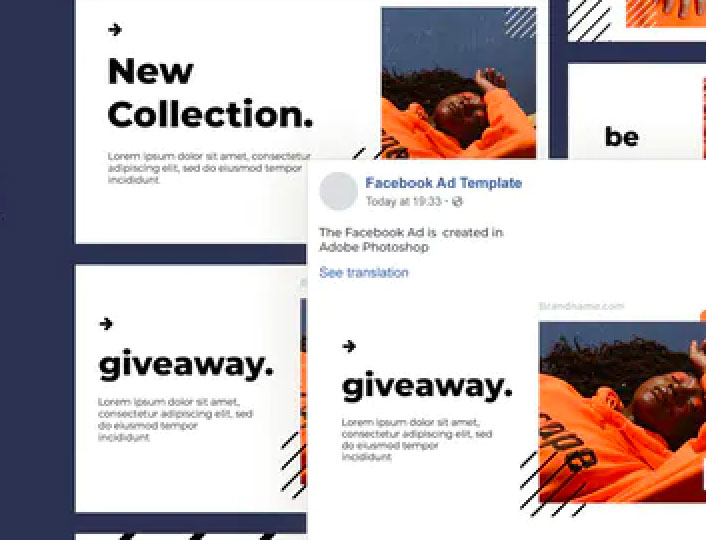 New
Collection.
Lorem ipsum dolor sit amet, consectetur
adipiscing elit, sed do eiusmod tempor
incididunt
be
Facebook Ad Template
Today at 19:33 ·
The Facebook Ad is created in
Adobe Photoshop
See translation
giveaway.
Lorem ipsum dolor sit amet,
consectetur adipiscing elit, sed
do eiusmod tempor
incididunt
Brandname.com
giveaway.
Lorem ipsum dolor sit amet,
consectetur adipiscing elit, sed
do eiusmod tempor
incididunt